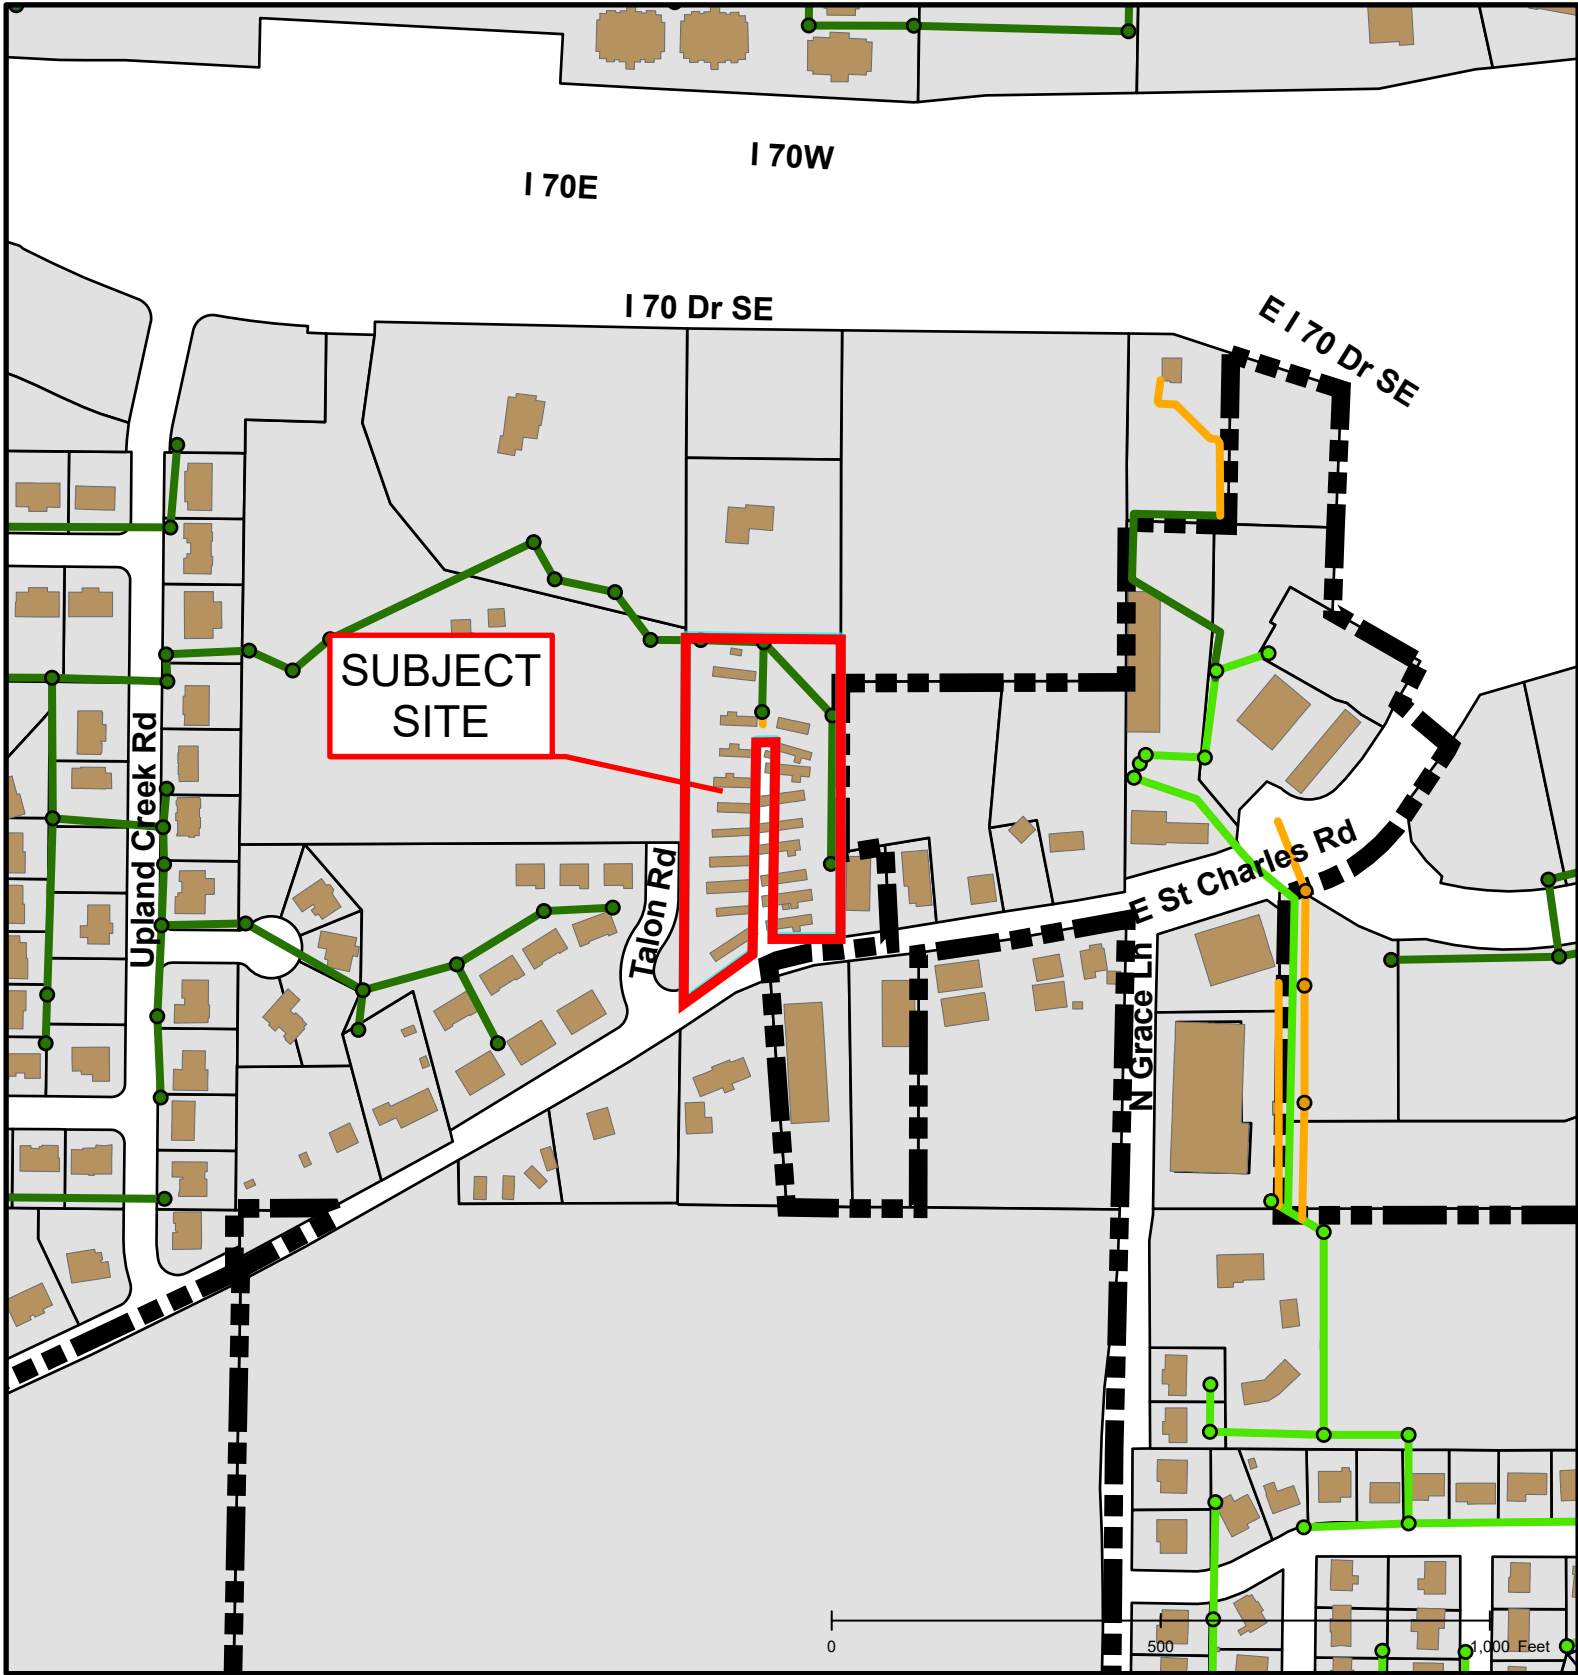 I 70W
I 70E
I 70 Dr SE
E I 70 Dr SE
SUBJECT
SITE
Upland Creek Rd
Talon Rd
E St Charles Rd
N Grace Ln
0
500
1,000 Feet